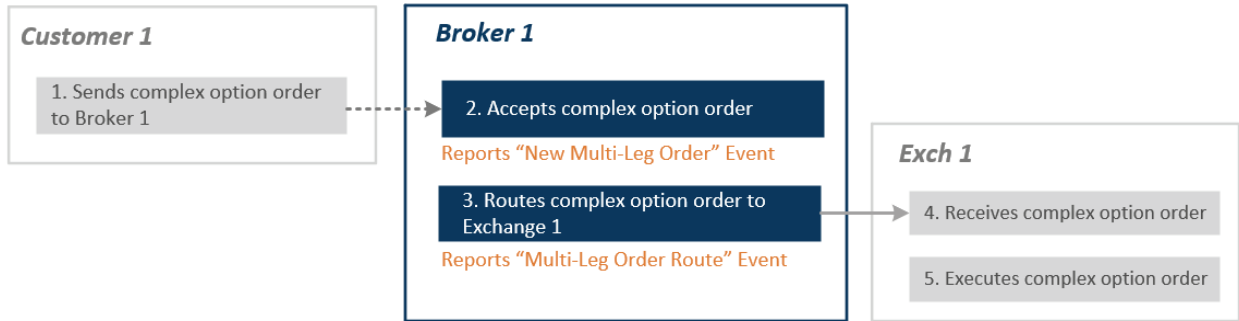 Customer 1
1. Sends complex option order
to Broker 1
Broker 1
2. Accepts complex option order
Reports “New Multi-Leg Order” Event
3. Routes complex option order to
Exchange 1
Reports “Multi-Leg Order Route” Event
Exch 1
4. Receives complex option order
5. Executes complex option order